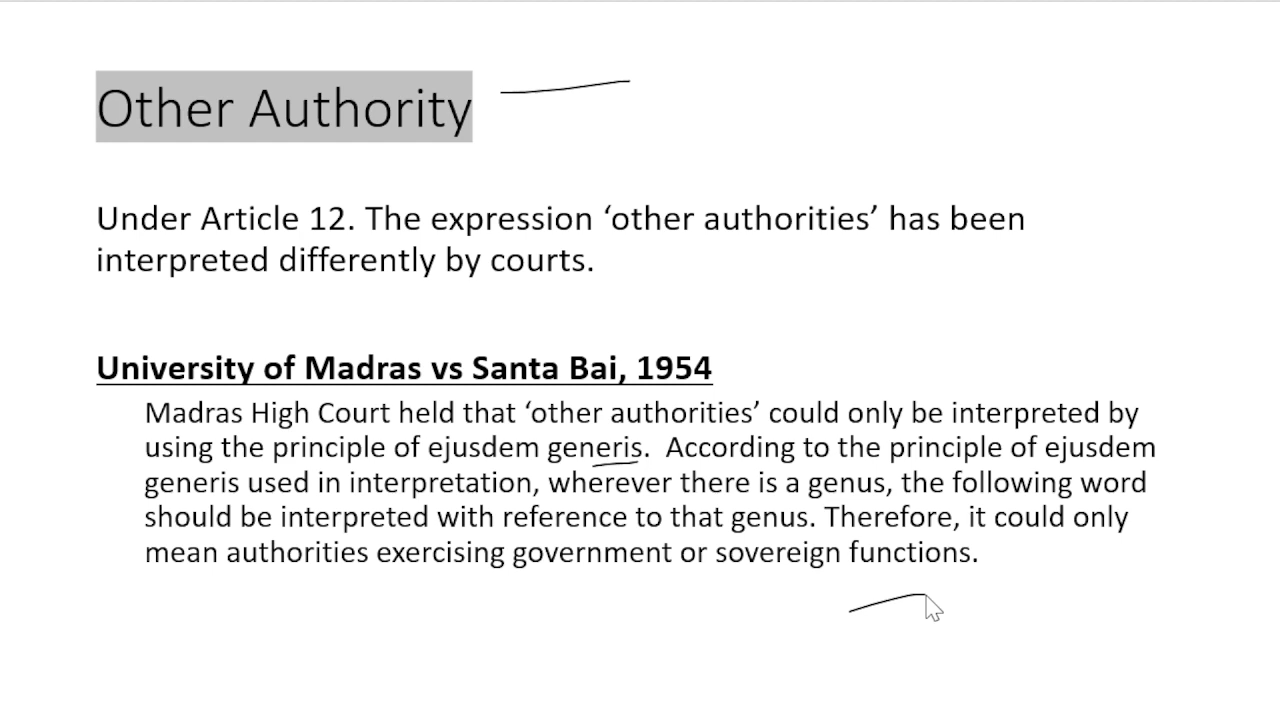 Other Authority
Under Article 12. The expression ‘other authorities’ has been
interpreted differently by courts.
University of Madras vs Santa Bai, 1954
Madras High Court held that ‘other authorities’ could only be interpreted by
using the principle of ejusdem generis.  According to the principle of ejusdem
generis used in interpretation, wherever there is a genus, the following word
should be interpreted with reference to that genus. Therefore, it could only
mean authorities exercising government or sovereign functions.